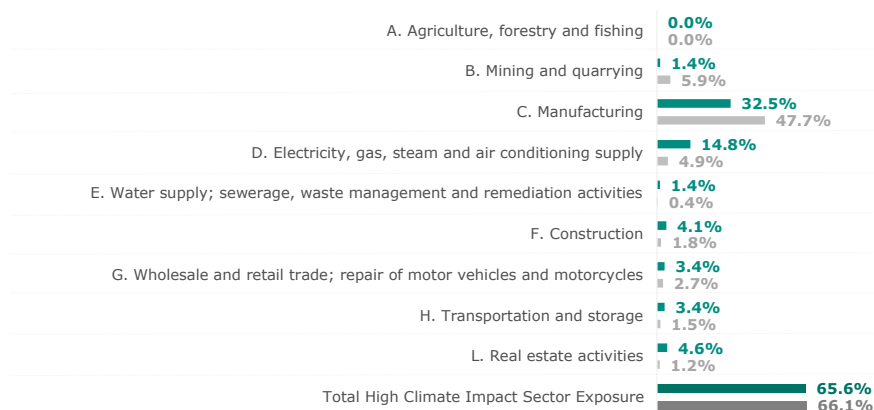 A. Agriculture, forestry and fishing
0.0%
0.0%
B. Mining and quarrying
1.4%
5.9%
C. Manufacturing
32.5%
47.7%
D. Electricity, gas, steam and air conditioning supply
14.8%
4.9%
E. Water supply; sewerage, waste management and remediation activities
1.4%
0.4%
F. Construction
4.1%
1.8%
G. Wholesale and retail trade; repair of motor vehicles and motorcycles
3.4%
2.7%
H. Transportation and storage
3.4%
1.5%
L. Real estate activities
4.6%
1.2%
Total High Climate Impact Sector Exposure
65.6%
66.1%